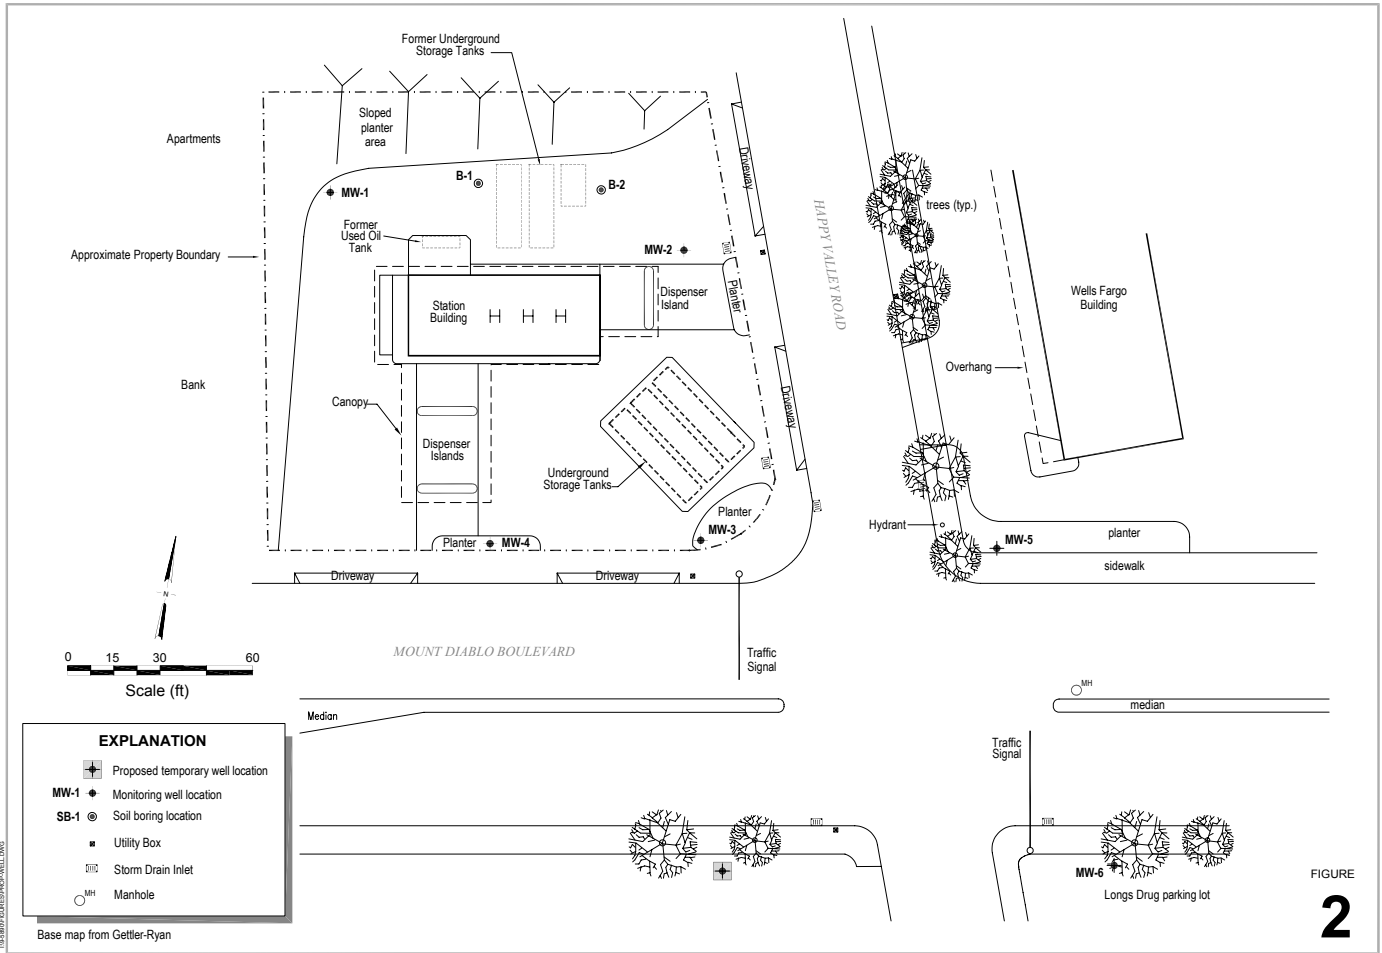 Former Underground
Storage Tanks
Sloped
planter
area
Apartments
Driveway
B-1
B-2
MW-1
trees (typ.)
HAPPY VALLEY ROAD
Former
Used Oil
Tank
MW-2
Approximate Property Boundary
Planter
Dispenser
Island
Station
Building
Wells Fargo
Building
Overhang
Bank
Driveway
Canopy
Dispenser
Islands
Underground
Storage Tanks
Planter
Hydrant
MW-3
Planter
MW-4
MW-5
planter
sidewalk
Driveway
Driveway
N
MOUNT DIABLO BOULEVARD
Traffic
Signal
0 15 30 60
Scale (ft)
MH
median
Median
Traffic
Signal
EXPLANATION
Proposed temporary well location
MW-1 Monitoring well location
SB-1 Soil boring location
Utility Box
Storm Drain Inlet
MH Manhole
MW-6
Longs Drug parking lot
FIGURE
2
Base map from Gettler-Ryan